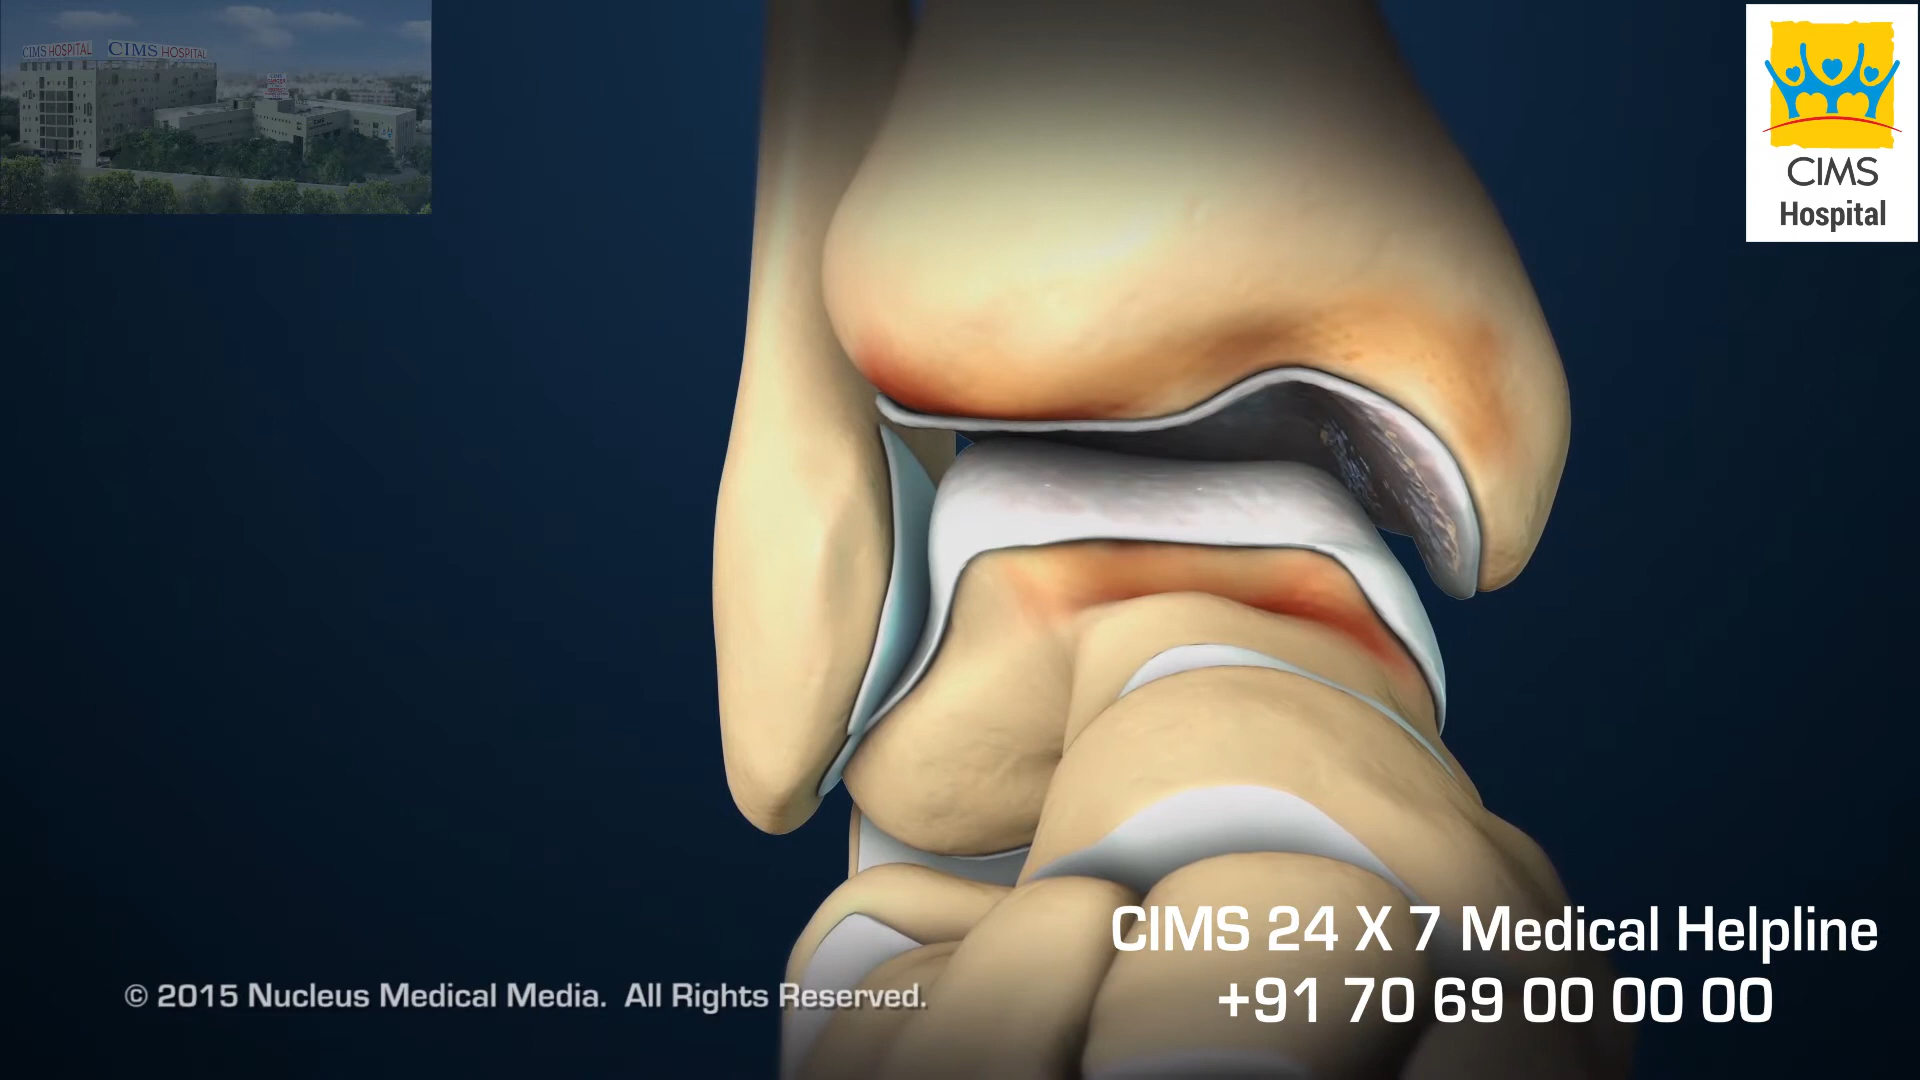 CIMS HOSPITAL CIMS HOSPITAL
CIMS
Hospital
CIMS 24 X 7 Medical Helpline
+91 70 69 00 00 00
© 2015 Nucleus Medical Media. All Rights Reserved.